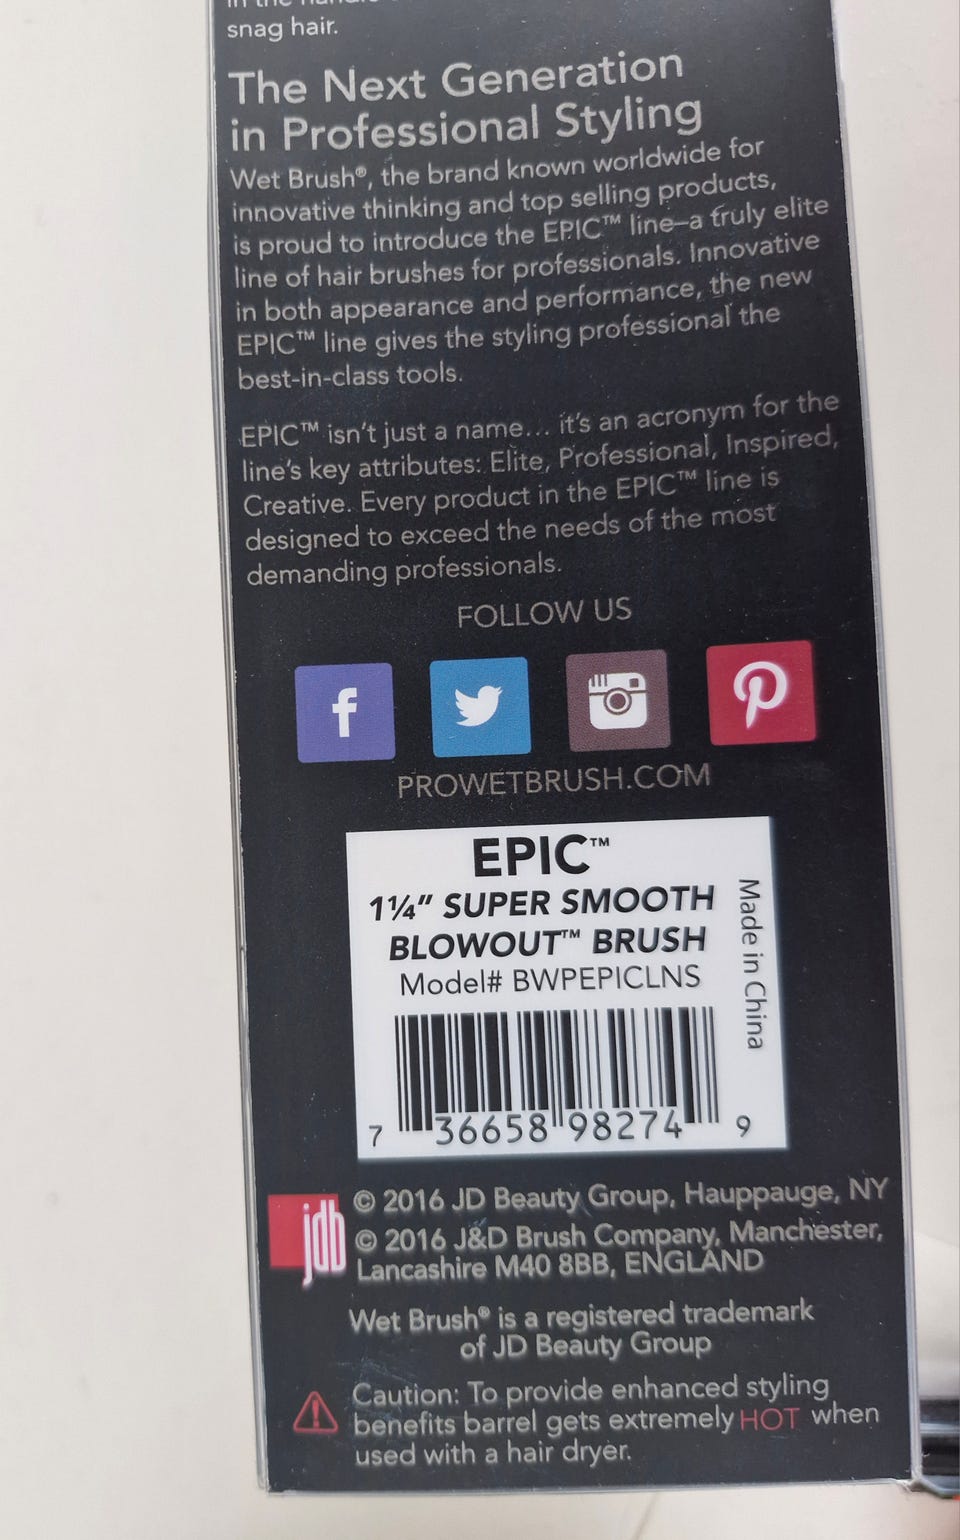 in the handle
snag hair.
The Next Generation
in Professional Styling
Wet Brush®, the brand known worldwide for
innovative thinking and top selling products,
is proud to introduce the EPIC™ line–a truly elite
line of hair brushes for professionals. Innovative
in both appearance and performance, the new
EPIC™ line gives the styling professional the
best-in-class tools.
EPIC™ isn't just a name... it's an acronym for the
line's key attributes: Elite, Professional, Inspired,
Creative. Every product in the EPIC™ line is
designed to exceed the needs of the most
demanding professionals.
FOLLOW US
PROWETBRUSH.COM
EPIC™
1¼" SUPER SMOOTH
BLOWOUT™ BRUSH
Model# BWPEPICLNS
Made in China
7 36658 98274 9
jdb
© 2016 JD Beauty Group, Hauppauge, NY
© 2016 J&D Brush Company, Manchester,
Lancashire M40 8BB, ENGLAND
Wet Brush® is a registered trademark
of JD Beauty Group
Caution: To provide enhanced styling
benefits barrel gets extremely HOT when
used with a hair dryer.